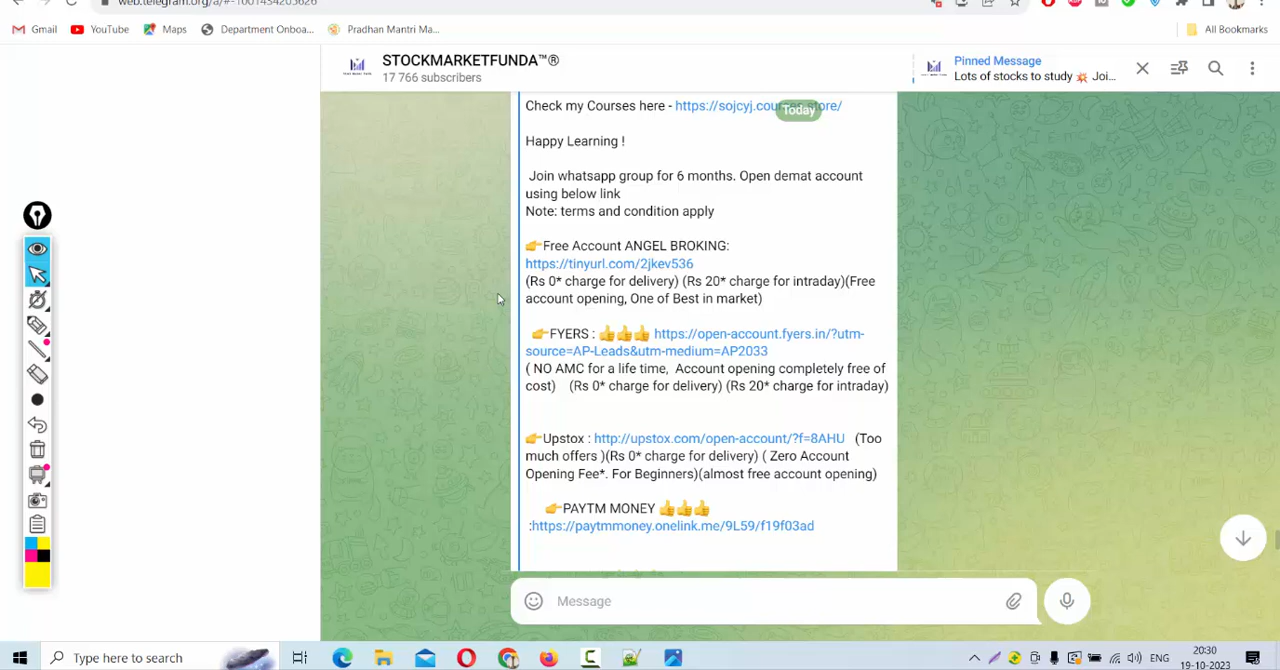 web.telegram.org/a/#-1001434205626
Gmail
YouTube
Maps
Department Onboa...
Pradhan Mantri Ma...
All Bookmarks
STOCKMARKETFUNDA™®
17 766 subscribers
Pinned Message
Lots of stocks to study 💥 Joi...
Check my Courses here - https://sojcyj.courses.store/
Today
Happy Learning !
Join whatsapp group for 6 months. Open demat account
using below link
Note: terms and condition apply
👉Free Account ANGEL BROKING:
https://tinyurl.com/2jkev536
(Rs 0* charge for delivery) (Rs 20* charge for intraday)(Free
account opening, One of Best in market)
👉FYERS : 👍👍👍 https://open-account.fyers.in/?utm-
source=AP-Leads&utm-medium=AP2033
( NO AMC for a life time, Account opening completely free of
cost) (Rs 0* charge for delivery) (Rs 20* charge for intraday)
👉Upstox : http://upstox.com/open-account/?f=8AHU (Too
much offers )(Rs 0* charge for delivery) ( Zero Account
Opening Fee*. For Beginners)(almost free account opening)
👉PAYTM MONEY 👍👍👍
:https://paytmmoney.onelink.me/9L59/f19f03ad
Message
Type here to search
ENG
20:30
19-10-2023